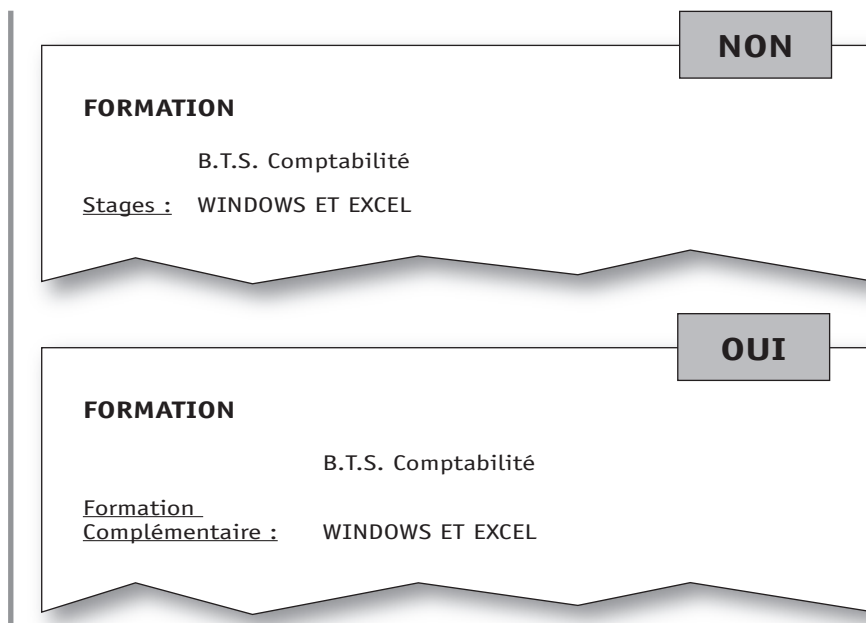 NON
FORMATION
B.T.S. Comptabilité
Stages : WINDOWS ET EXCEL
OUI
FORMATION
B.T.S. Comptabilité
Formation
Complémentaire : WINDOWS ET EXCEL